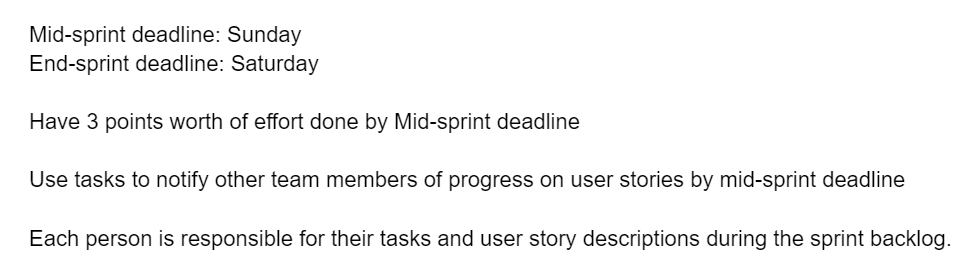 Mid-sprint deadline: Sunday
End-sprint deadline: Saturday
Have 3 points worth of effort done by Mid-sprint deadline
Use tasks to notify other team members of progress on user stories by mid-sprint deadline
Each person is responsible for their tasks and user story descriptions during the sprint backlog.